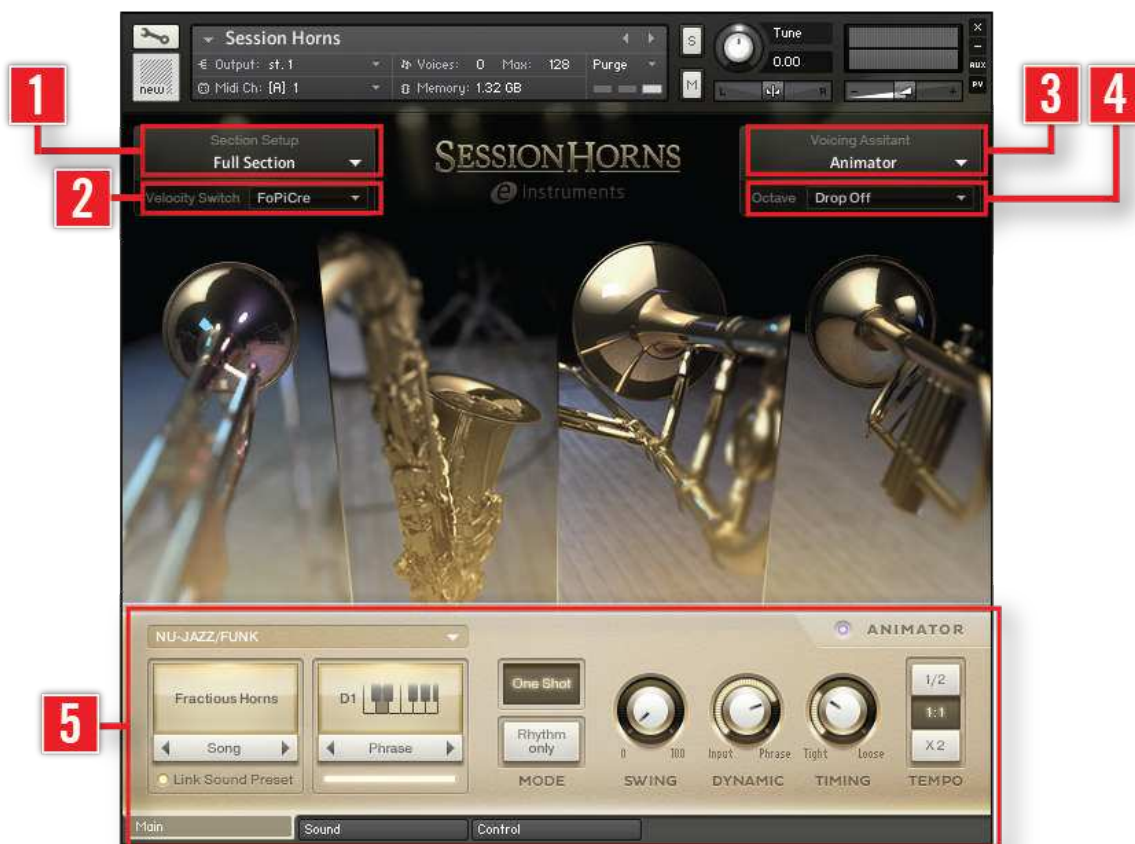 Session Horns
Output: st.1
Voices: 0 Max: 128
Purge
Midi Ch: [A] 1
Memory: 1.32 GB
new
S
M
Tune
0.00
L
R
-
+
×
-
AUX
PV
1
2
3
4
5
Section Setup
Full Section
Velocity Switch FoPiCre
SESSION HORNS
e instruments
Voicing Assitant
Animator
Octave Drop Off
NU-JAZZ/FUNK
ANIMATOR
Fractious Horns
Song
Link Sound Preset
D1
Phrase
One Shot
Rhythm
only
MODE
0 100
SWING
Input Phrase
DYNAMIC
Tight Loose
TIMING
1/2
1:1
X2
TEMPO
Main
Sound
Control